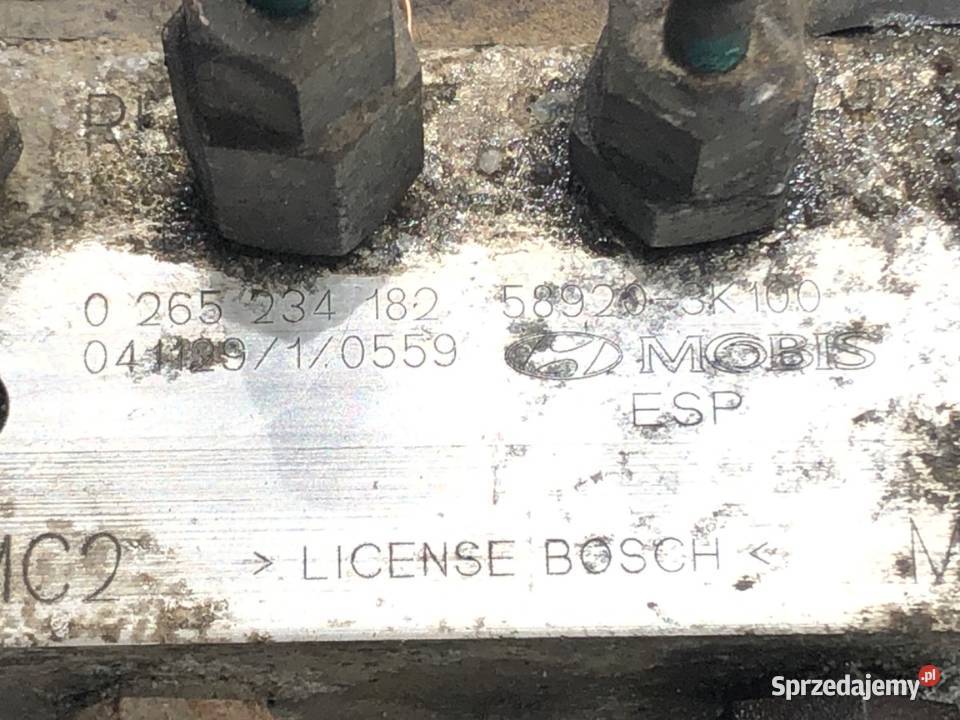 0 265 234 182 58920-3K100
041129/1/0559 MOBIS
ESP
MC2 > LICENSE BOSCH < M
Sprzedajemy.pl